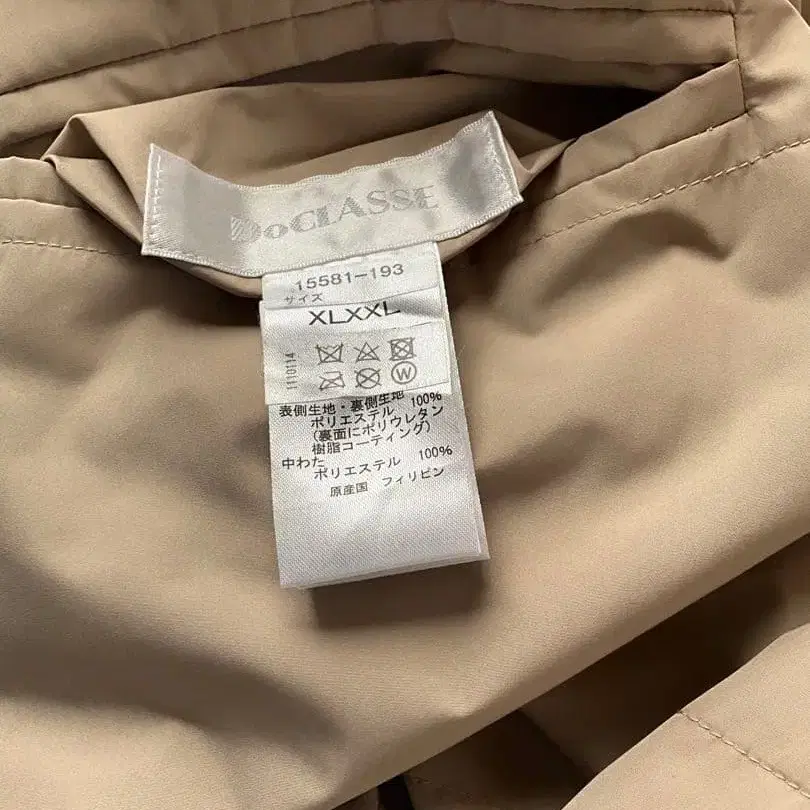 DoCLASSE
15581-193
サイズ
XLXXL
1110114
W
表側生地・裏側生地
ポリエステル 100%
(裏面にポリウレタン
樹脂コーティング)
中わた
ポリエステル 100%
原産国 フィリピン